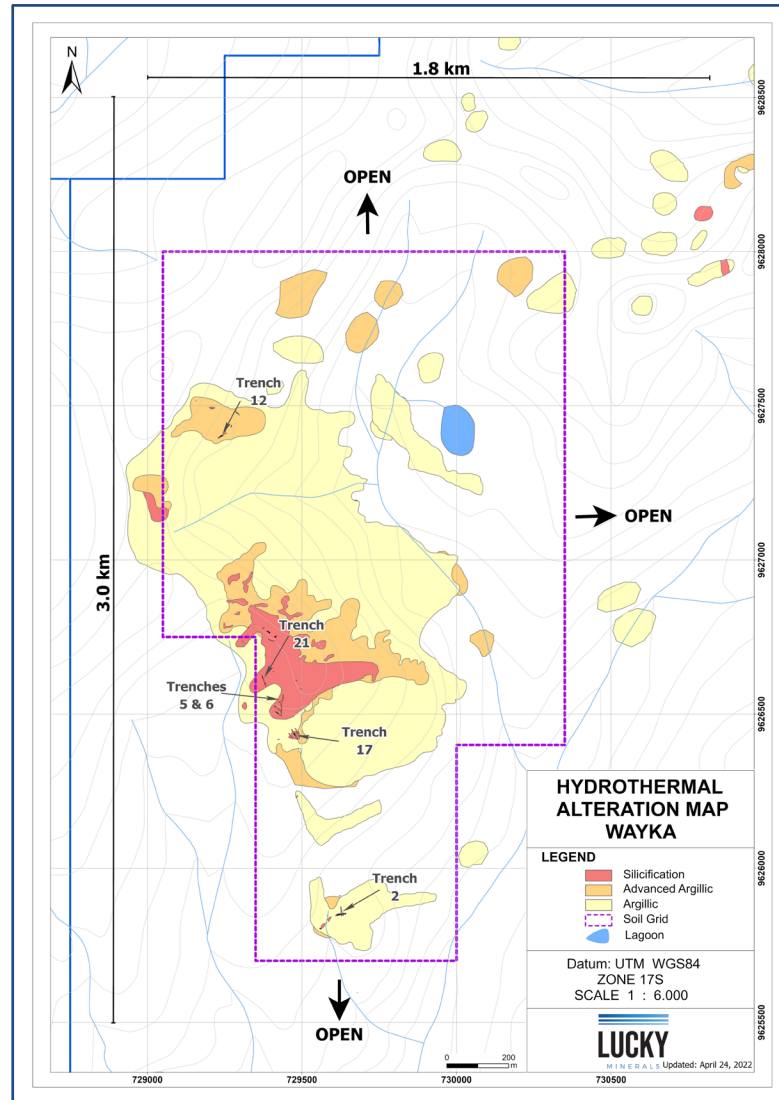 N
1.8 km
9628500
OPEN
9628000
Trench
12
9627500
OPEN
3.0 km
9627000
Trench
21
Trenches
5 & 6
9626500
Trench
17
HYDROTHERMAL
ALTERATION MAP
WAYKA
LEGEND
Silicification
Advanced Argillic
Argillic
Soil Grid
Lagoon
9626000
Trench
2
Datum: UTM WGS84
ZONE 17S
SCALE 1 : 6.000
OPEN
9625500
LUCKY
MINERALS
Updated: April 24, 2022
0 200
m
729000 729500 730000 730500